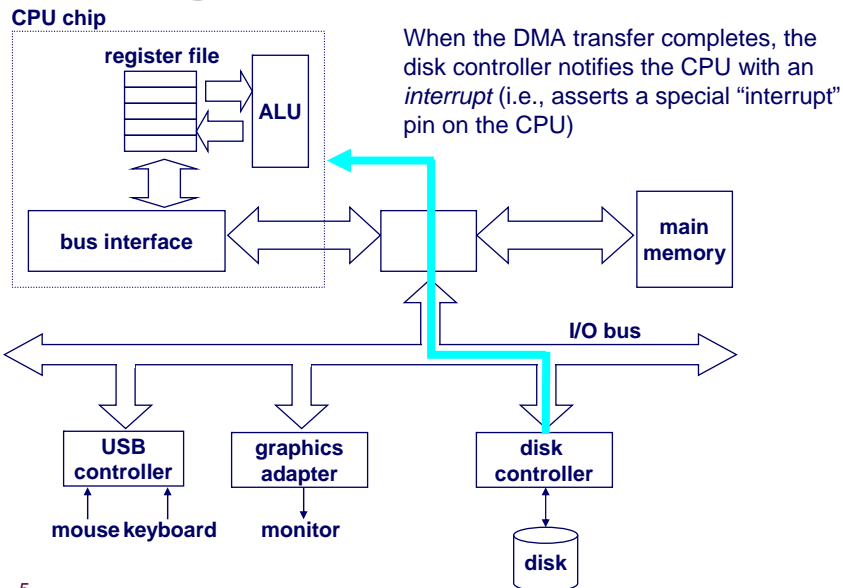 CPU chip
register file
ALU
When the DMA transfer completes, the
disk controller notifies the CPU with an
interrupt (i.e., asserts a special “interrupt”
pin on the CPU)
bus interface
main
memory
I/O bus
USB
controller
graphics
adapter
disk
controller
mouse keyboard
monitor
disk